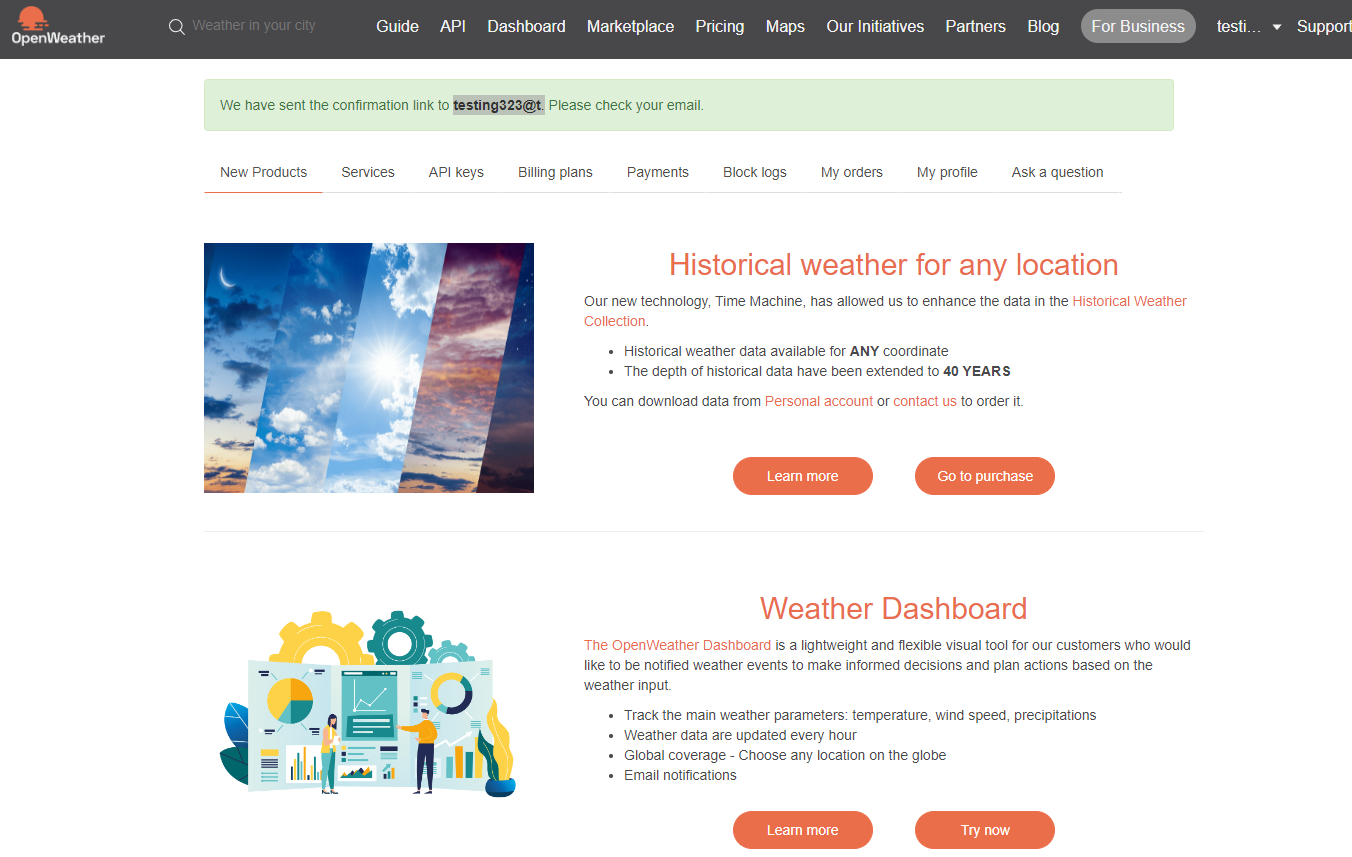 OpenWeather
Weather in your city
Guide API Dashboard Marketplace Pricing Maps Our Initiatives Partners Blog For Business testi... Support
We have sent the confirmation link to testing323@t. Please check your email.
New Products Services API keys Billing plans Payments Block logs My orders My profile Ask a question
Historical weather for any location
Our new technology, Time Machine, has allowed us to enhance the data in the Historical Weather
Collection.
• Historical weather data available for ANY coordinate
• The depth of historical data have been extended to 40 YEARS
You can download data from Personal account or contact us to order it.
Learn more Go to purchase
Weather Dashboard
The OpenWeather Dashboard is a lightweight and flexible visual tool for our customers who would
like to be notified weather events to make informed decisions and plan actions based on the
weather input.
• Track the main weather parameters: temperature, wind speed, precipitations
• Weather data are updated every hour
• Global coverage - Choose any location on the globe
• Email notifications
Learn more Try now